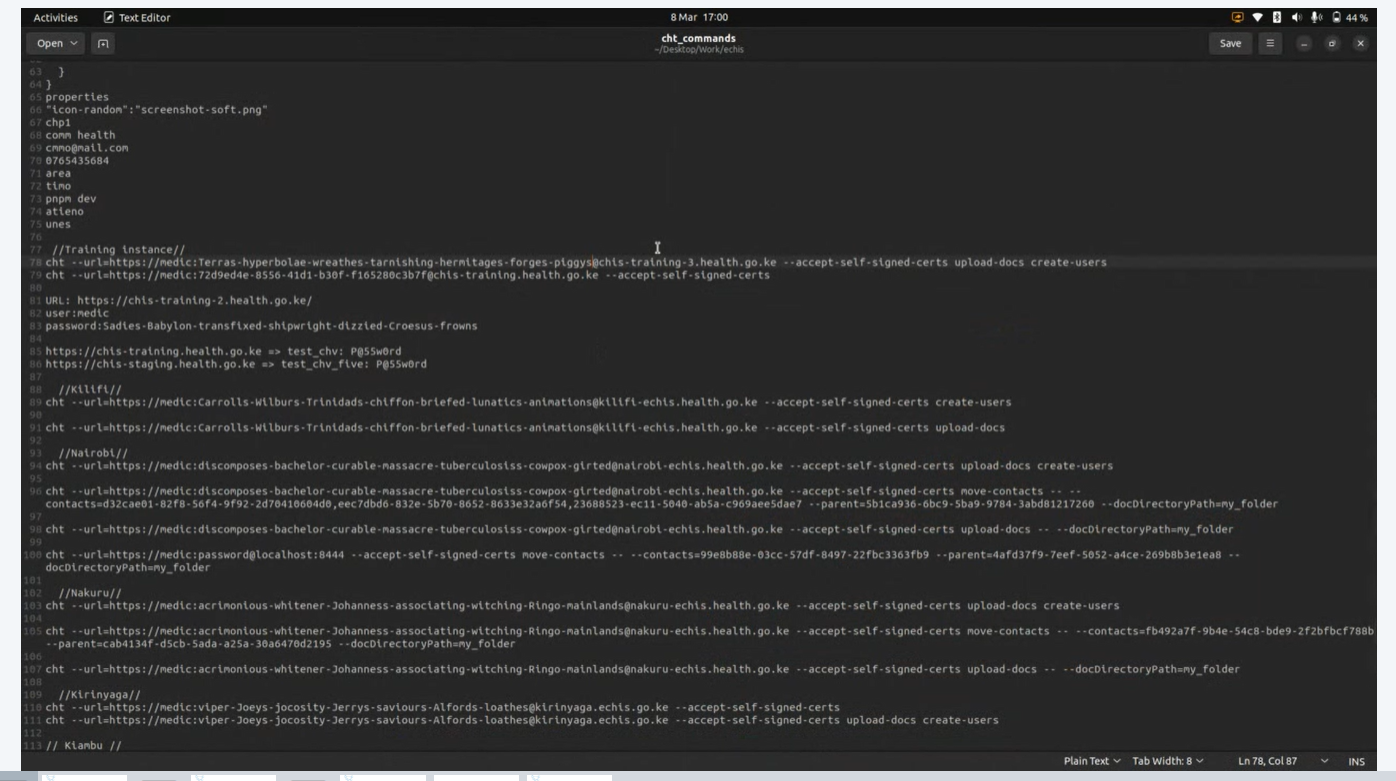 Activities Text Editor 8 Mar 17:00 44 %
Open cht_commands Save
~/Desktop/Work/echis
63 }
64 }
65 properties
66 "icon-random":"screenshot-soft.png"
67 chp1
68 comm health
69 cmmo@mail.com
70 0765435684
71 area
72 timo
73 pnpm dev
74 atieno
75 unes
76
77 //Training instance//
78 cht --url=https://medic:Terras-hyperbolae-wreathes-tarnishing-hermitages-forges-piggys@chis-training-3.health.go.ke --accept-self-signed-certs upload-docs create-users
79 cht --url=https://medic:72d9ed4e-8556-41d1-b30f-f165280c3b7f@chis-training.health.go.ke --accept-self-signed-certs
80
81 URL: https://chis-training-2.health.go.ke/
82 user:medic
83 password:Sadies-Babylon-transfixed-shipwright-dizzied-Croesus-frowns
84
85 https://chis-training.health.go.ke => test_chv: P@55w0rd
86 https://chis-staging.health.go.ke => test_chv_five: P@55w0rd
87
88 //Kilifi//
89 cht --url=https://medic:Carrolls-Wilburs-Trinidads-chiffon-briefed-lunatics-animations@kilifi-echis.health.go.ke --accept-self-signed-certs create-users
90
91 cht --url=https://medic:Carrolls-Wilburs-Trinidads-chiffon-briefed-lunatics-animations@kilifi-echis.health.go.ke --accept-self-signed-certs upload-docs
92
93 //Nairobi//
94 cht --url=https://medic:discomposes-bachelor-curable-massacre-tuberculosiss-cowpox-girted@nairobi-echis.health.go.ke --accept-self-signed-certs upload-docs create-users
95
96 cht --url=https://medic:discomposes-bachelor-curable-massacre-tuberculosiss-cowpox-girted@nairobi-echis.health.go.ke --accept-self-signed-certs move-contacts -- --
contacts=d32cae01-82f8-56f4-9f92-2d70410604d0,eec7dbd6-832e-5b70-8652-8633e32a6f54,23688523-ec11-5040-ab5a-c969aee5dae7 --parent=5b1ca936-6bc9-5ba9-9784-3abd81217260 --docDirectoryPath=my_folder
97
98 cht --url=https://medic:discomposes-bachelor-curable-massacre-tuberculosiss-cowpox-girted@nairobi-echis.health.go.ke --accept-self-signed-certs upload-docs -- --docDirectoryPath=my_folder
99
100 cht --url=https://medic:password@localhost:8444 --accept-self-signed-certs move-contacts -- --contacts=99e8b88e-03cc-57df-8497-22fbc3363fb9 --parent=4afd37f9-7eef-5052-a4ce-269b8b3e1ea8 --
docDirectoryPath=my_folder
101
102 //Nakuru//
103 cht --url=https://medic:acrimonious-whitener-Johanness-associating-witching-Ringo-mainlands@nakuru-echis.health.go.ke --accept-self-signed-certs upload-docs create-users
104
105 cht --url=https://medic:acrimonious-whitener-Johanness-associating-witching-Ringo-mainlands@nakuru-echis.health.go.ke --accept-self-signed-certs move-contacts -- --contacts=fb492a7f-9b4e-54c8-bde9-2f2bfbcf788b
--parent=cab4134f-d5cb-5ada-a25a-30a6470d2195 --docDirectoryPath=my_folder
106
107 cht --url=https://medic:acrimonious-whitener-Johanness-associating-witching-Ringo-mainlands@nakuru-echis.health.go.ke --accept-self-signed-certs upload-docs -- --docDirectoryPath=my_folder
108
109 //Kirinyaga//
110 cht --url=https://medic:viper-Joeys-jocosity-Jerrys-saviours-Alfords-loathes@kirinyaga.echis.go.ke --accept-self-signed-certs
111 cht --url=https://medic:viper-Joeys-jocosity-Jerrys-saviours-Alfords-loathes@kirinyaga.echis.go.ke --accept-self-signed-certs upload-docs create-users
112
113 // Kiambu //
Plain Text Tab Width: 8 Ln 78, Col 87 INS